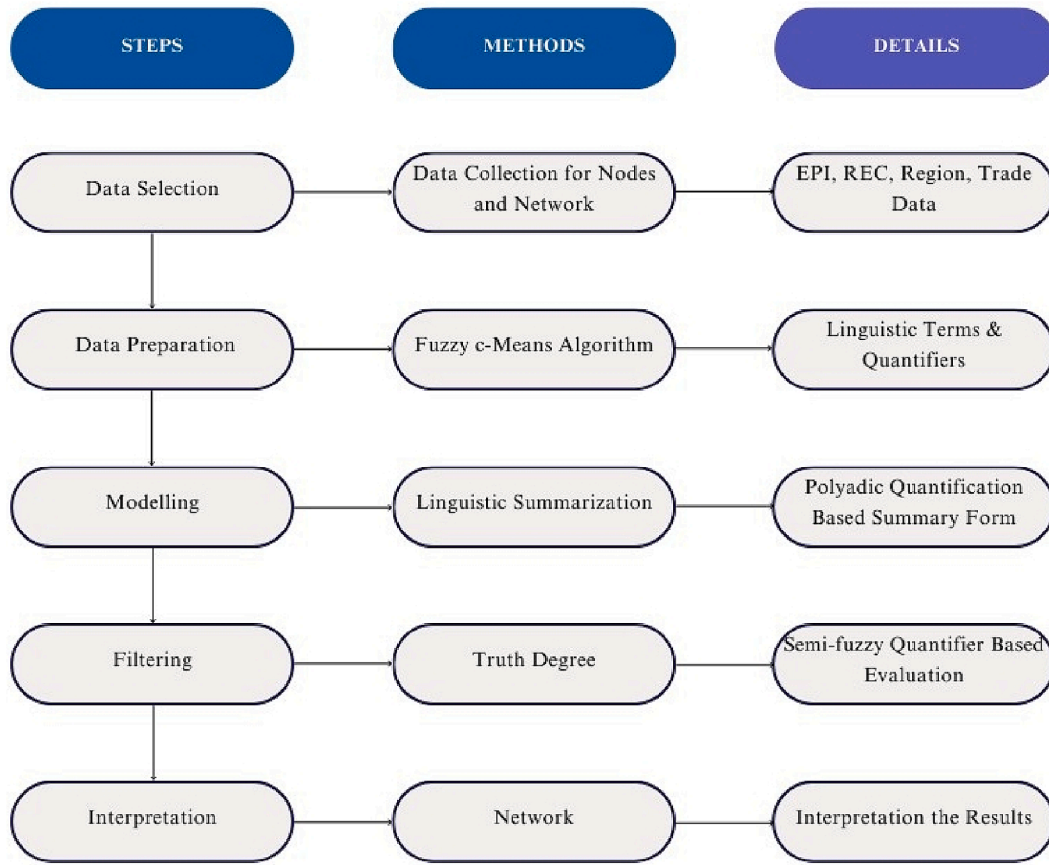 STEPS
METHODS
DETAILS
Data Selection
Data Collection for Nodes
and Network
EPI, REC, Region, Trade
Data
Data Preparation
Fuzzy c-Means Algorithm
Linguistic Terms &
Quantifiers
Modelling
Linguistic Summarization
Polyadic Quantification
Based Summary Form
Filtering
Truth Degree
Semi-fuzzy Quantifier Based
Evaluation
Interpretation
Network
Interpretation the Results